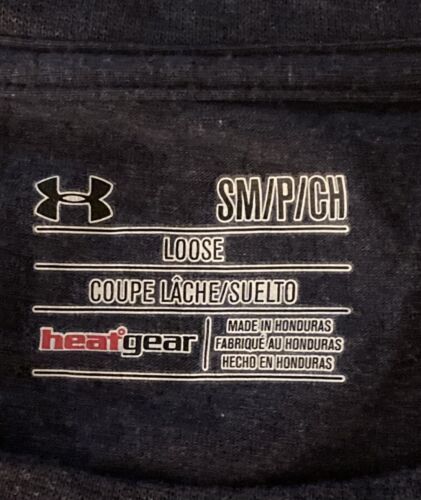 SM/P/CH
LOOSE
COUPE LÂCHE/SUELTO
heatgear
MADE IN HONDURAS
FABRIQUÉ AU HONDURAS
HECHO EN HONDURAS